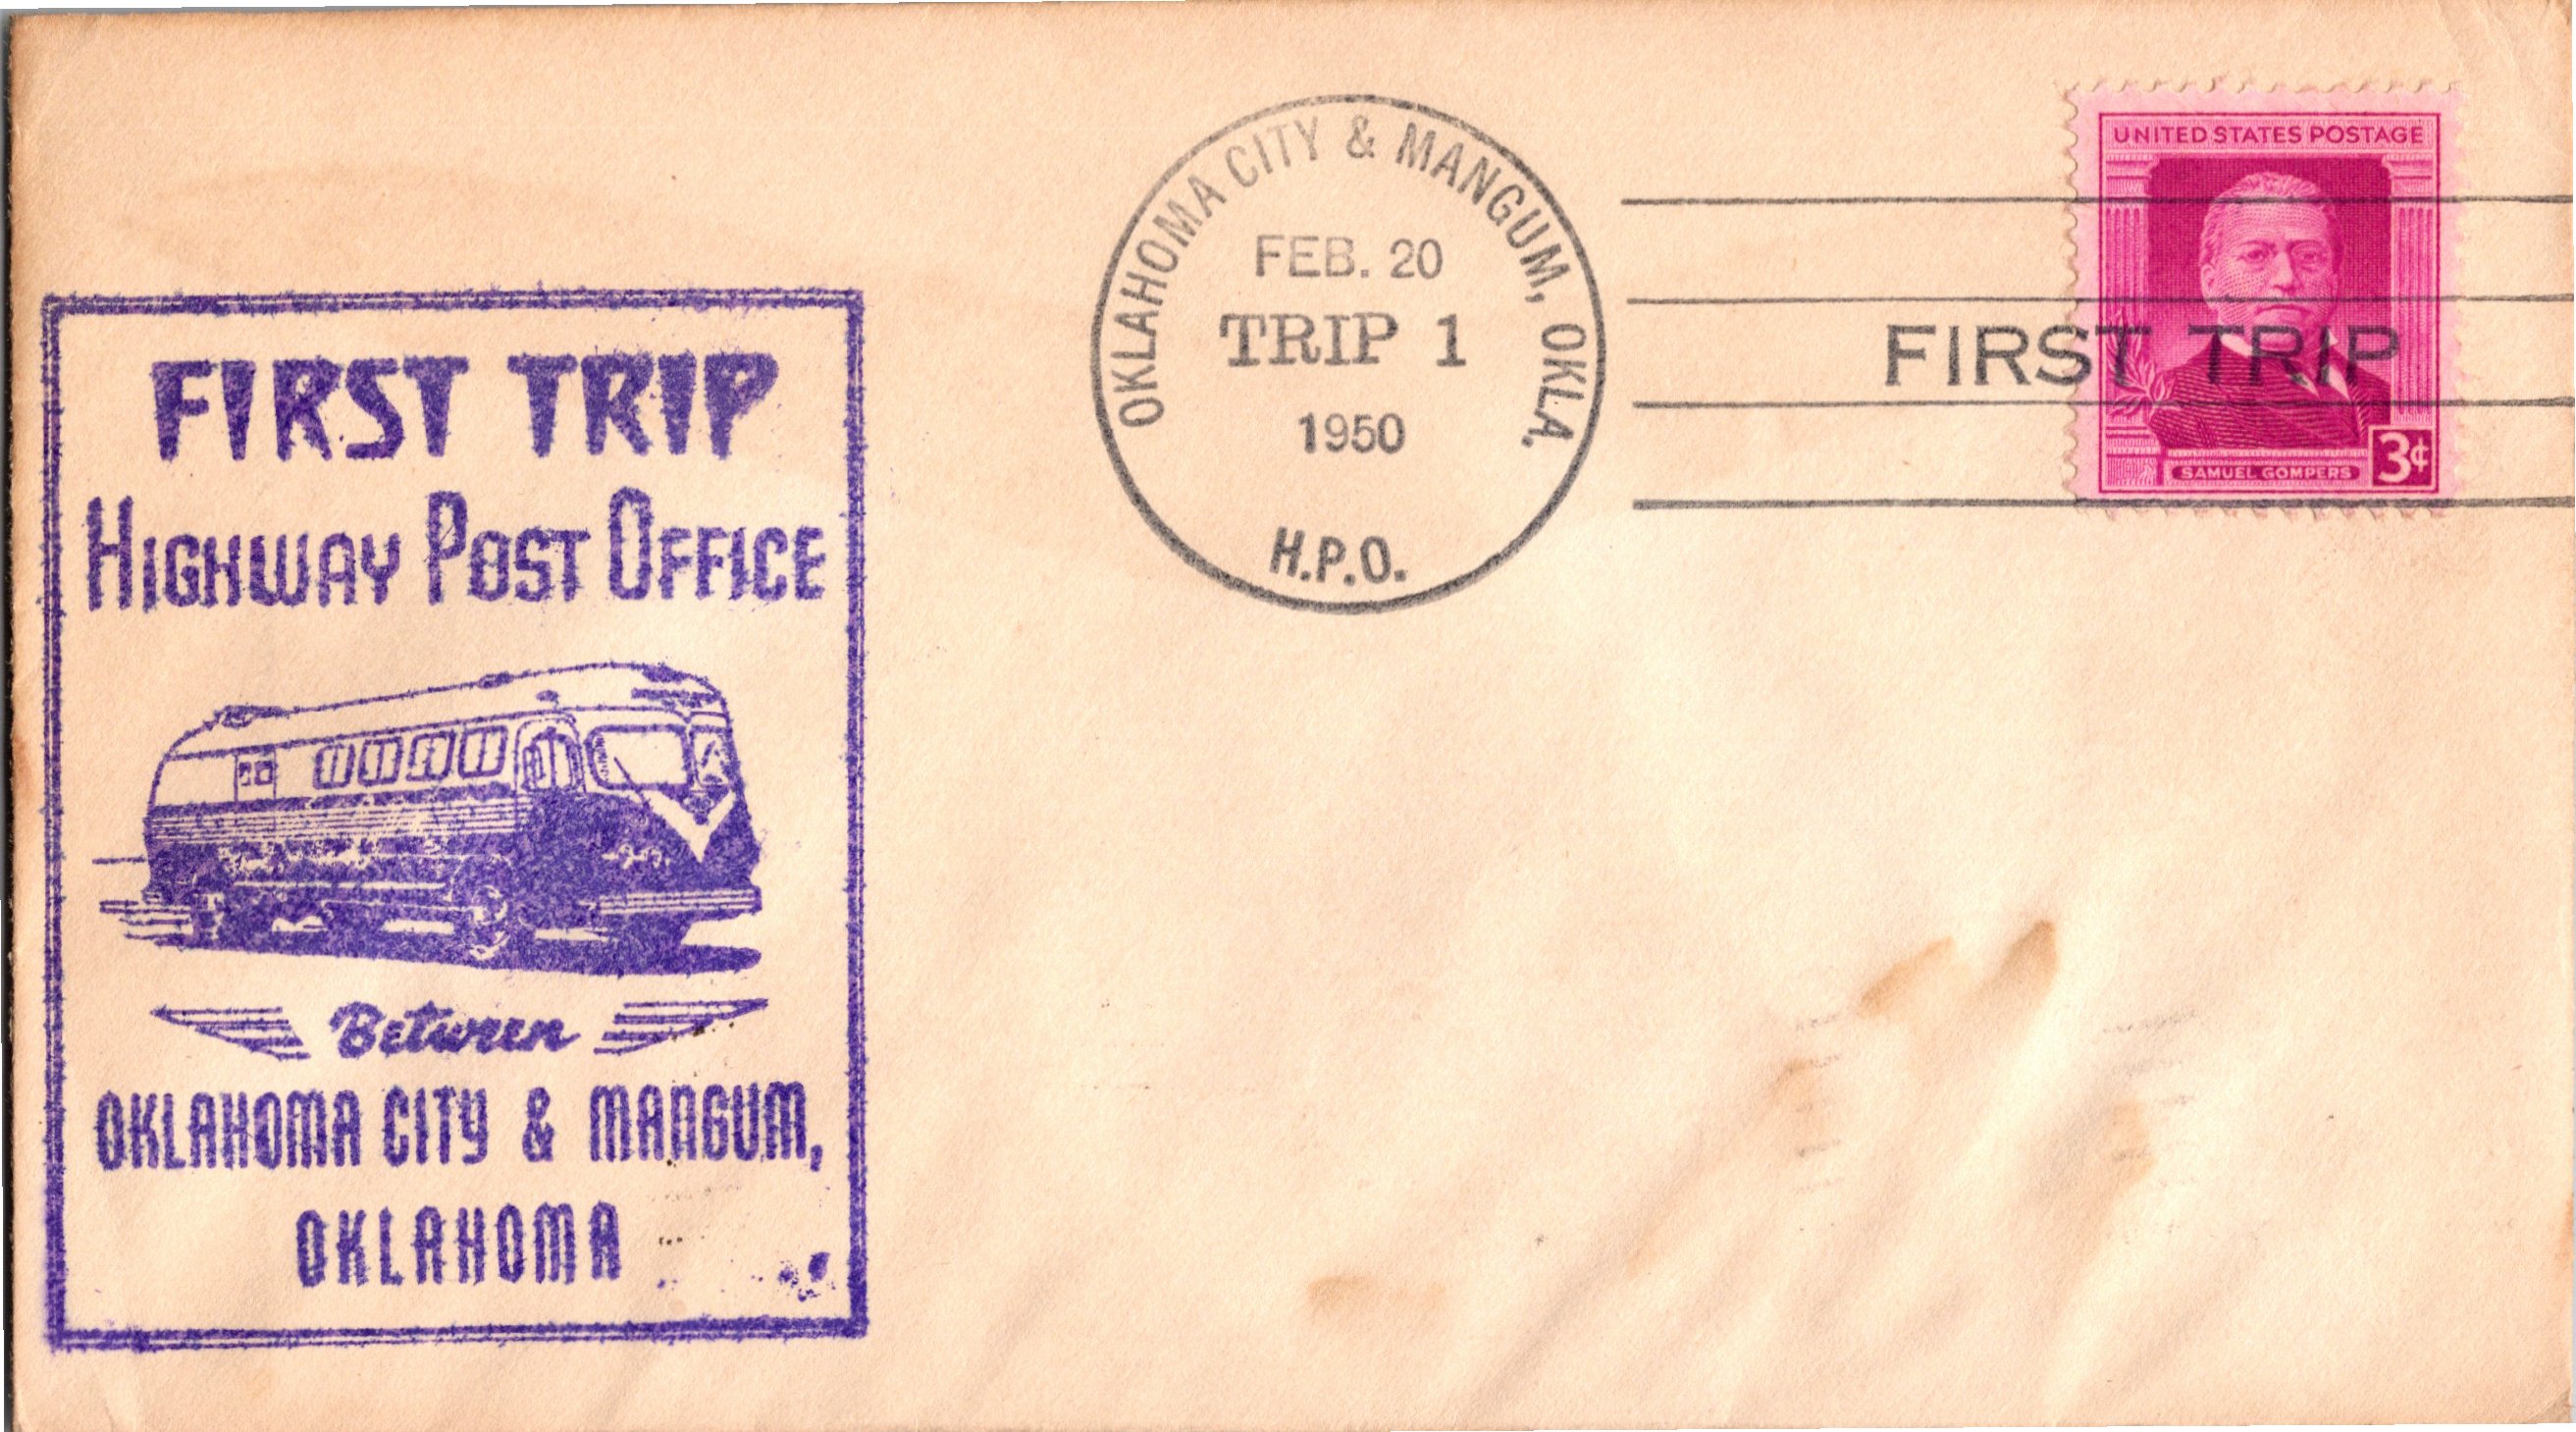 FIRST TRIP
HIGHWAY POST OFFICE
Between
OKLAHOMA CITY & MANGUM,
OKLAHOMA
OKLAHOMA CITY & MANGUM, OKLA.
FEB. 20
TRIP 1
1950
H.P.O.
FIRST TRIP
UNITED STATES POSTAGE
SAMUEL GOMPERS
3¢